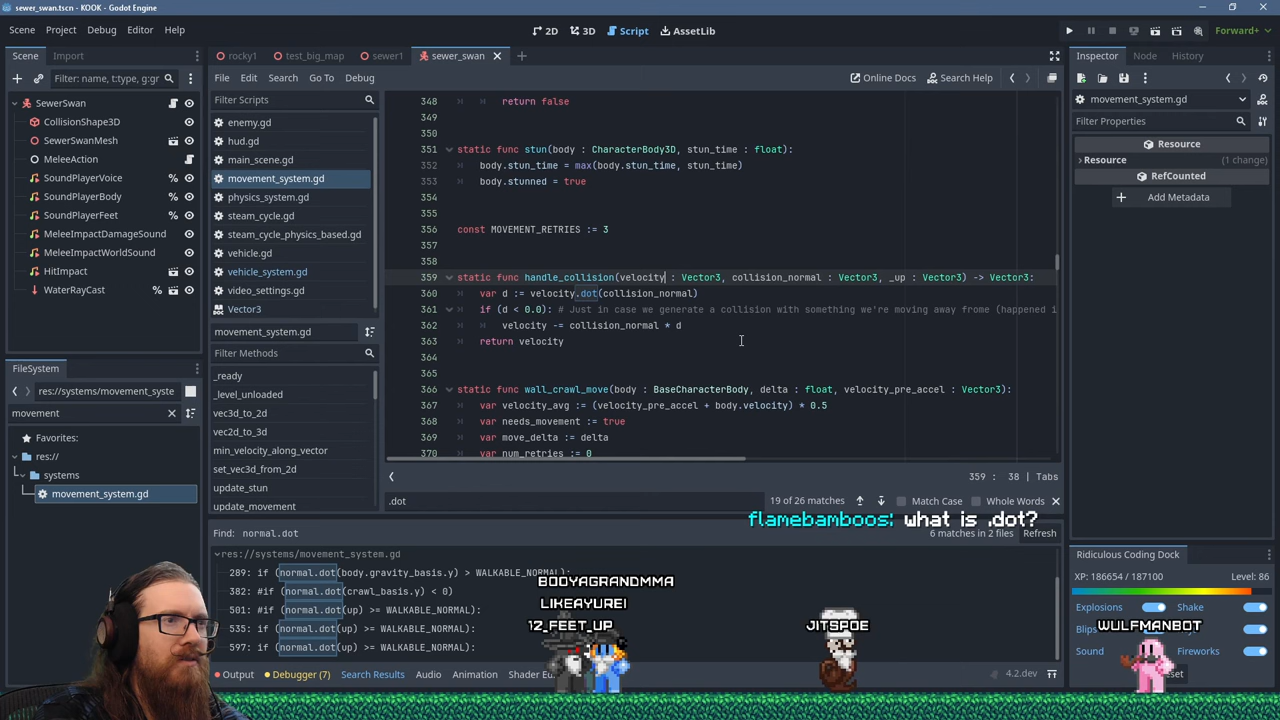 sewer_swan.tscn - KOOK - Godot Engine
Scene Project Debug Editor Help
2D 3D Script AssetLib
Forward+
Scene Import
rocky1 test_big_map sewer1 sewer_swan
Inspector Node History
Filter: name, t:type, g:gr
File Edit Search Go To Debug
Online Docs Search Help
SewerSwan
CollisionShape3D
SewerSwanMesh
MeleeAction
SoundPlayerVoice
SoundPlayerBody
SoundPlayerFeet
MeleeImpactDamageSound
MeleeImpactWorldSound
HitImpact
WaterRayCast
Filter Scripts
enemy.gd
hud.gd
main_scene.gd
movement_system.gd
physics_system.gd
steam_cycle.gd
steam_cycle_physics_based.gd
vehicle.gd
vehicle_system.gd
video_settings.gd
Vector3
movement_system.gd
Filter Methods
_ready
_level_unloaded
vec3d_to_2d
vec2d_to_3d
min_velocity_along_vector
set_vec3d_from_2d
update_stun
update_movement
348 return false
349
350
351 static func stun(body : CharacterBody3D, stun_time : float):
352 body.stun_time = max(body.stun_time, stun_time)
353 body.stunned = true
354
355
356 const MOVEMENT_RETRIES := 3
357
358
359 static func handle_collision(velocity : Vector3, collision_normal : Vector3, _up : Vector3) -> Vector3:
360 var d := velocity.dot(collision_normal)
361 if (d < 0.0): # Just in case we generate a collision with something we're moving away frome (happened i
362 velocity -= collision_normal * d
363 return velocity
364
365
366 static func wall_crawl_move(body : BaseCharacterBody, delta : float, velocity_pre_accel : Vector3):
367 var velocity_avg := (velocity_pre_accel + body.velocity) * 0.5
368 var needs_movement := true
369 var move_delta := delta
370 var num_retries := 0
359 : 38 Tabs
.dot
19 of 26 matches Match Case Whole Words
flamebamboos: what is .dot?
Find: normal.dot
6 matches in 2 files Refresh
res://systems/movement_system.gd
289: if (normal.dot(body.gravity_basis.y) > WALKABLE_NORMAL):
382: #if (normal.dot(crawl_basis.y) < 0)
501: #if (normal.dot(up) >= WALKABLE_NORMAL):
535: if (normal.dot(up) >= WALKABLE_NORMAL):
597: if (normal.dot(up) >= WALKABLE_NORMAL):
Output Debugger (7) Search Results Audio Animation Shader Ed
4.2.dev
FileSystem
res://systems/movement_syste
movement
Favorites:
res://
systems
movement_system.gd
movement_system.gd
Filter Properties
Resource
Resource (1 change)
RefCounted
Add Metadata
Ridiculous Coding Dock
XP: 186654 / 187100 Level: 86
Explosions Shake
Blips
Sound Fireworks
BODYAGRANDMMA
LIKEAYUREI
12_FEET_UP
JITSPOE
WULFMANBOT